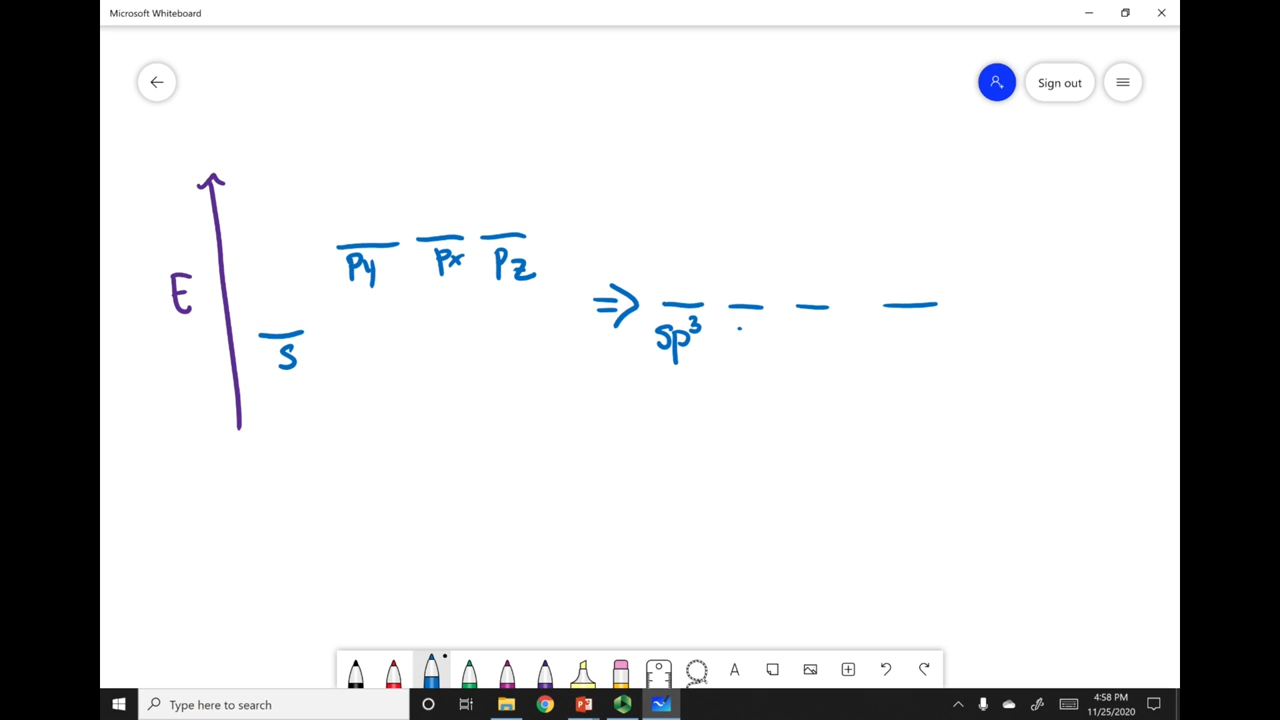 Microsoft Whiteboard
Sign out
E
s
py px pz
⇒ sp³
A
Type here to search
4:58 PM
11/25/2020